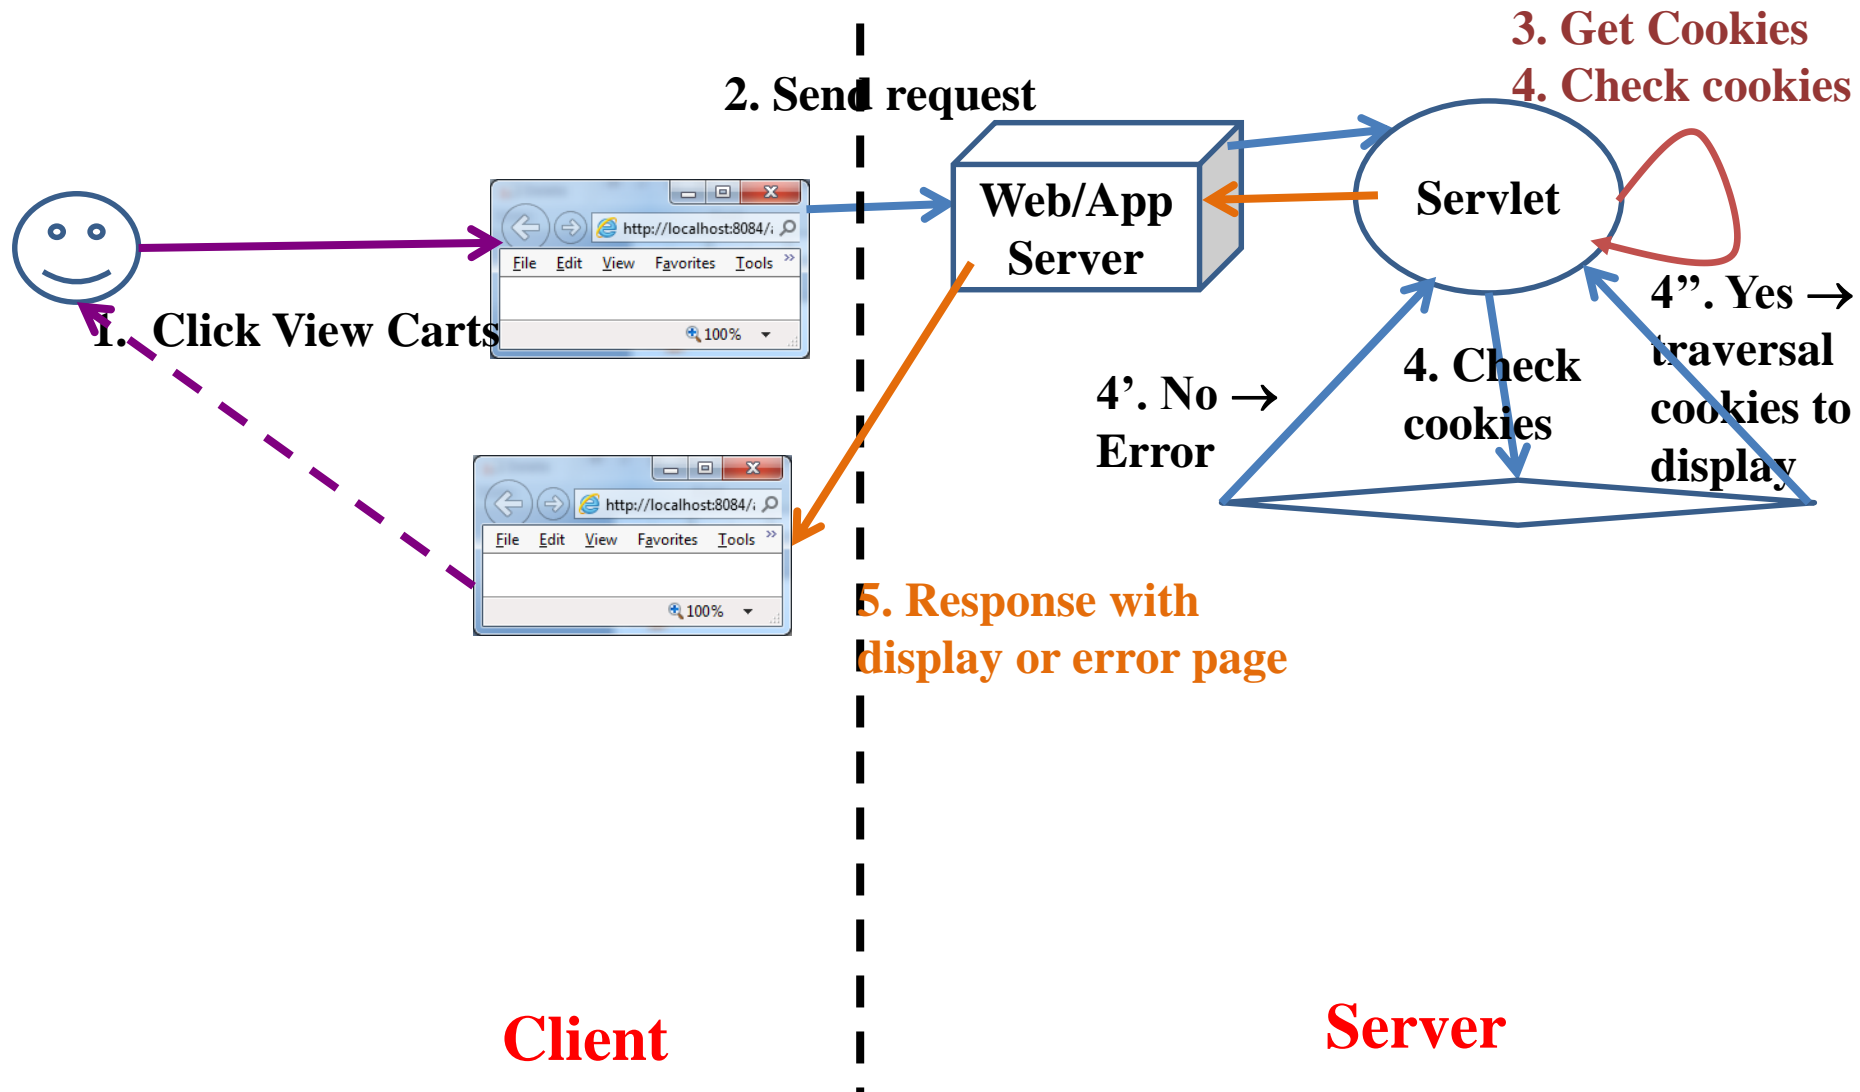 3. Get Cookies
4. Check cookies
2. Send request
Web/App
Server
Servlet
http://localhost:8084/
File Edit View Favorites Tools »
100%
1. Click View Carts
4’’. Yes →
traversal
cookies to
display
4. Check
cookies
4’. No →
Error
http://localhost:8084/
File Edit View Favorites Tools »
100%
5. Response with
display or error page
Client
Server